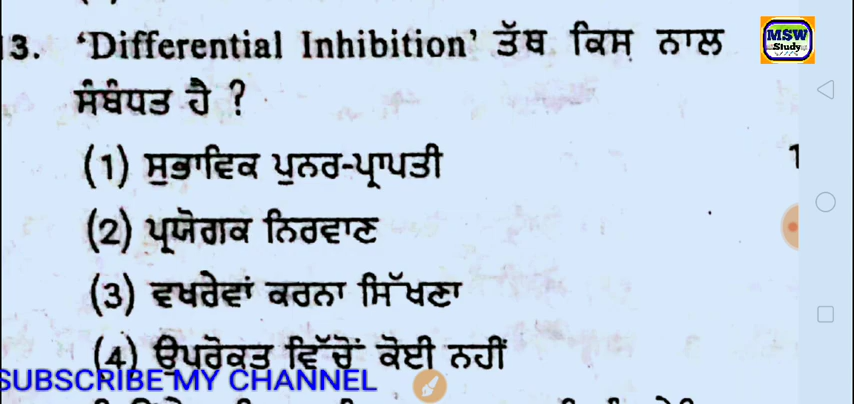 13. ‘Differential Inhibition’ ਤੱਥ ਕਿਸ ਨਾਲ
ਸੰਬੰਧਤ ਹੈ ?
(1) ਸੁਭਾਵਿਕ ਪੁਨਰ-ਪ੍ਰਾਪਤੀ
(2) ਪ੍ਰਯੋਗਕ ਨਿਰਵਾਣ
(3) ਵਖਰੇਵਾਂ ਕਰਨਾ ਸਿੱਖਣਾ
(4) ਉਪਰੋਕਤ ਵਿੱਚੋਂ ਕੋਈ ਨਹੀਂ
MSW
Study
1
SUBSCRIBE MY CHANNEL